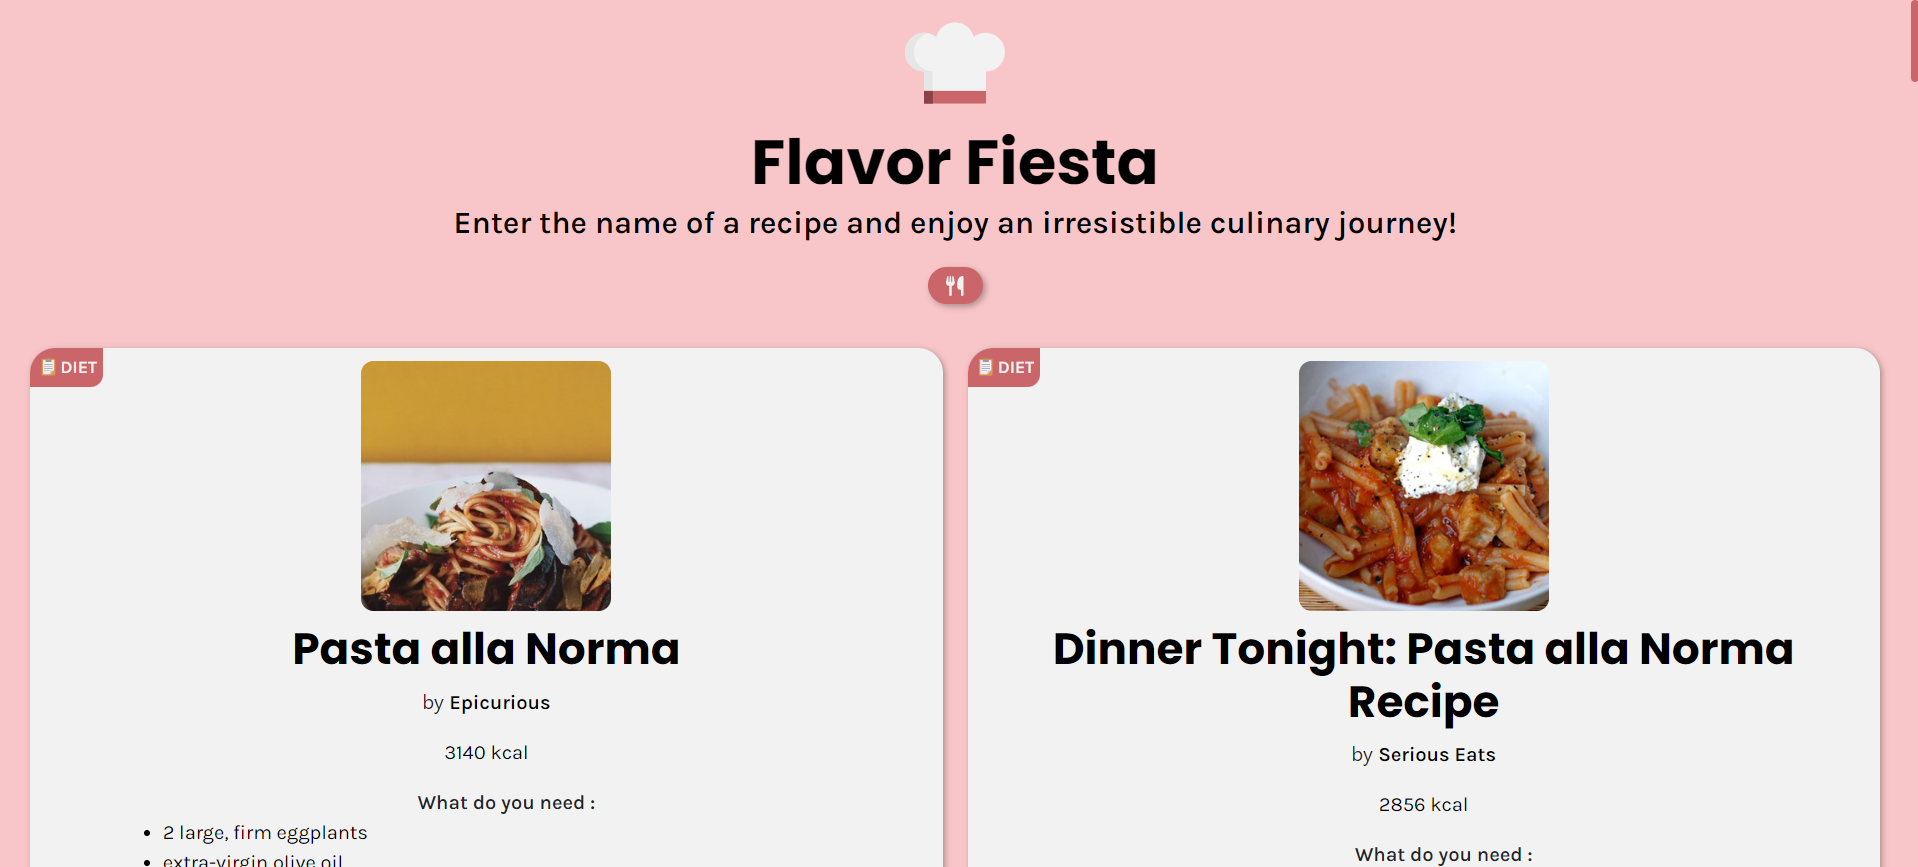 Flavor Fiesta
Enter the name of a recipe and enjoy an irresistible culinary journey!
DIET
Pasta alla Norma
by Epicurious
3140 kcal
What do you need :
2 large, firm eggplants
extra-virgin olive oil
DIET
Dinner Tonight: Pasta alla Norma
Recipe
by Serious Eats
2856 kcal
What do you need :